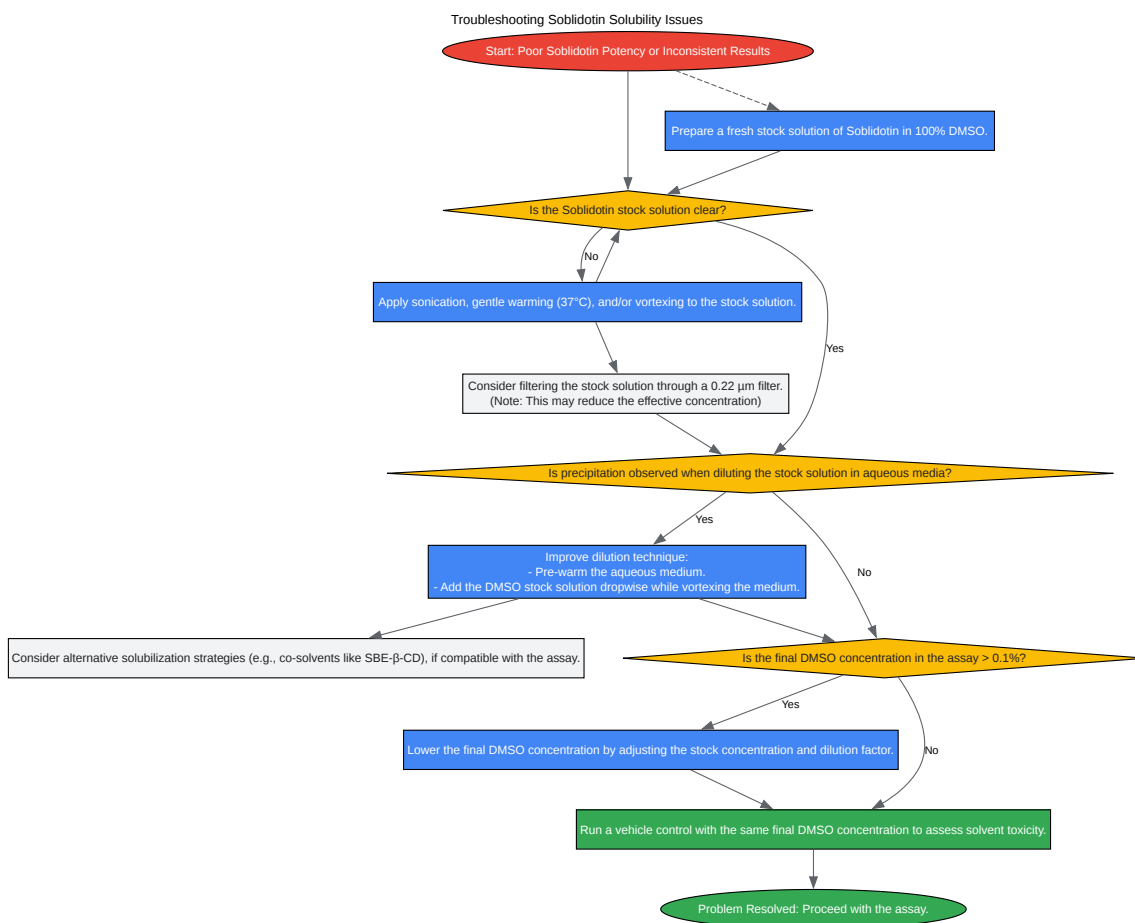 Troubleshooting Soblidotin Solubility Issues
Start: Poor Soblidotin Potency or Inconsistent Results
Prepare a fresh stock solution of Soblidotin in 100% DMSO.
Is the Soblidotin stock solution clear?
No
Apply sonication, gentle warming (37°C), and/or vortexing to the stock solution.
Yes
Consider filtering the stock solution through a 0.22 µm filter.
(Note: This may reduce the effective concentration)
Is precipitation observed when diluting the stock solution in aqueous media?
Yes
Improve dilution technique:
- Pre-warm the aqueous medium.
- Add the DMSO stock solution dropwise while vortexing the medium.
No
Consider alternative solubilization strategies (e.g., co-solvents like SBE-β-CD), if compatible with the assay.
Is the final DMSO concentration in the assay > 0.1%?
Yes
Lower the final DMSO concentration by adjusting the stock concentration and dilution factor.
No
Run a vehicle control with the same final DMSO concentration to assess solvent toxicity.
Problem Resolved: Proceed with the assay.